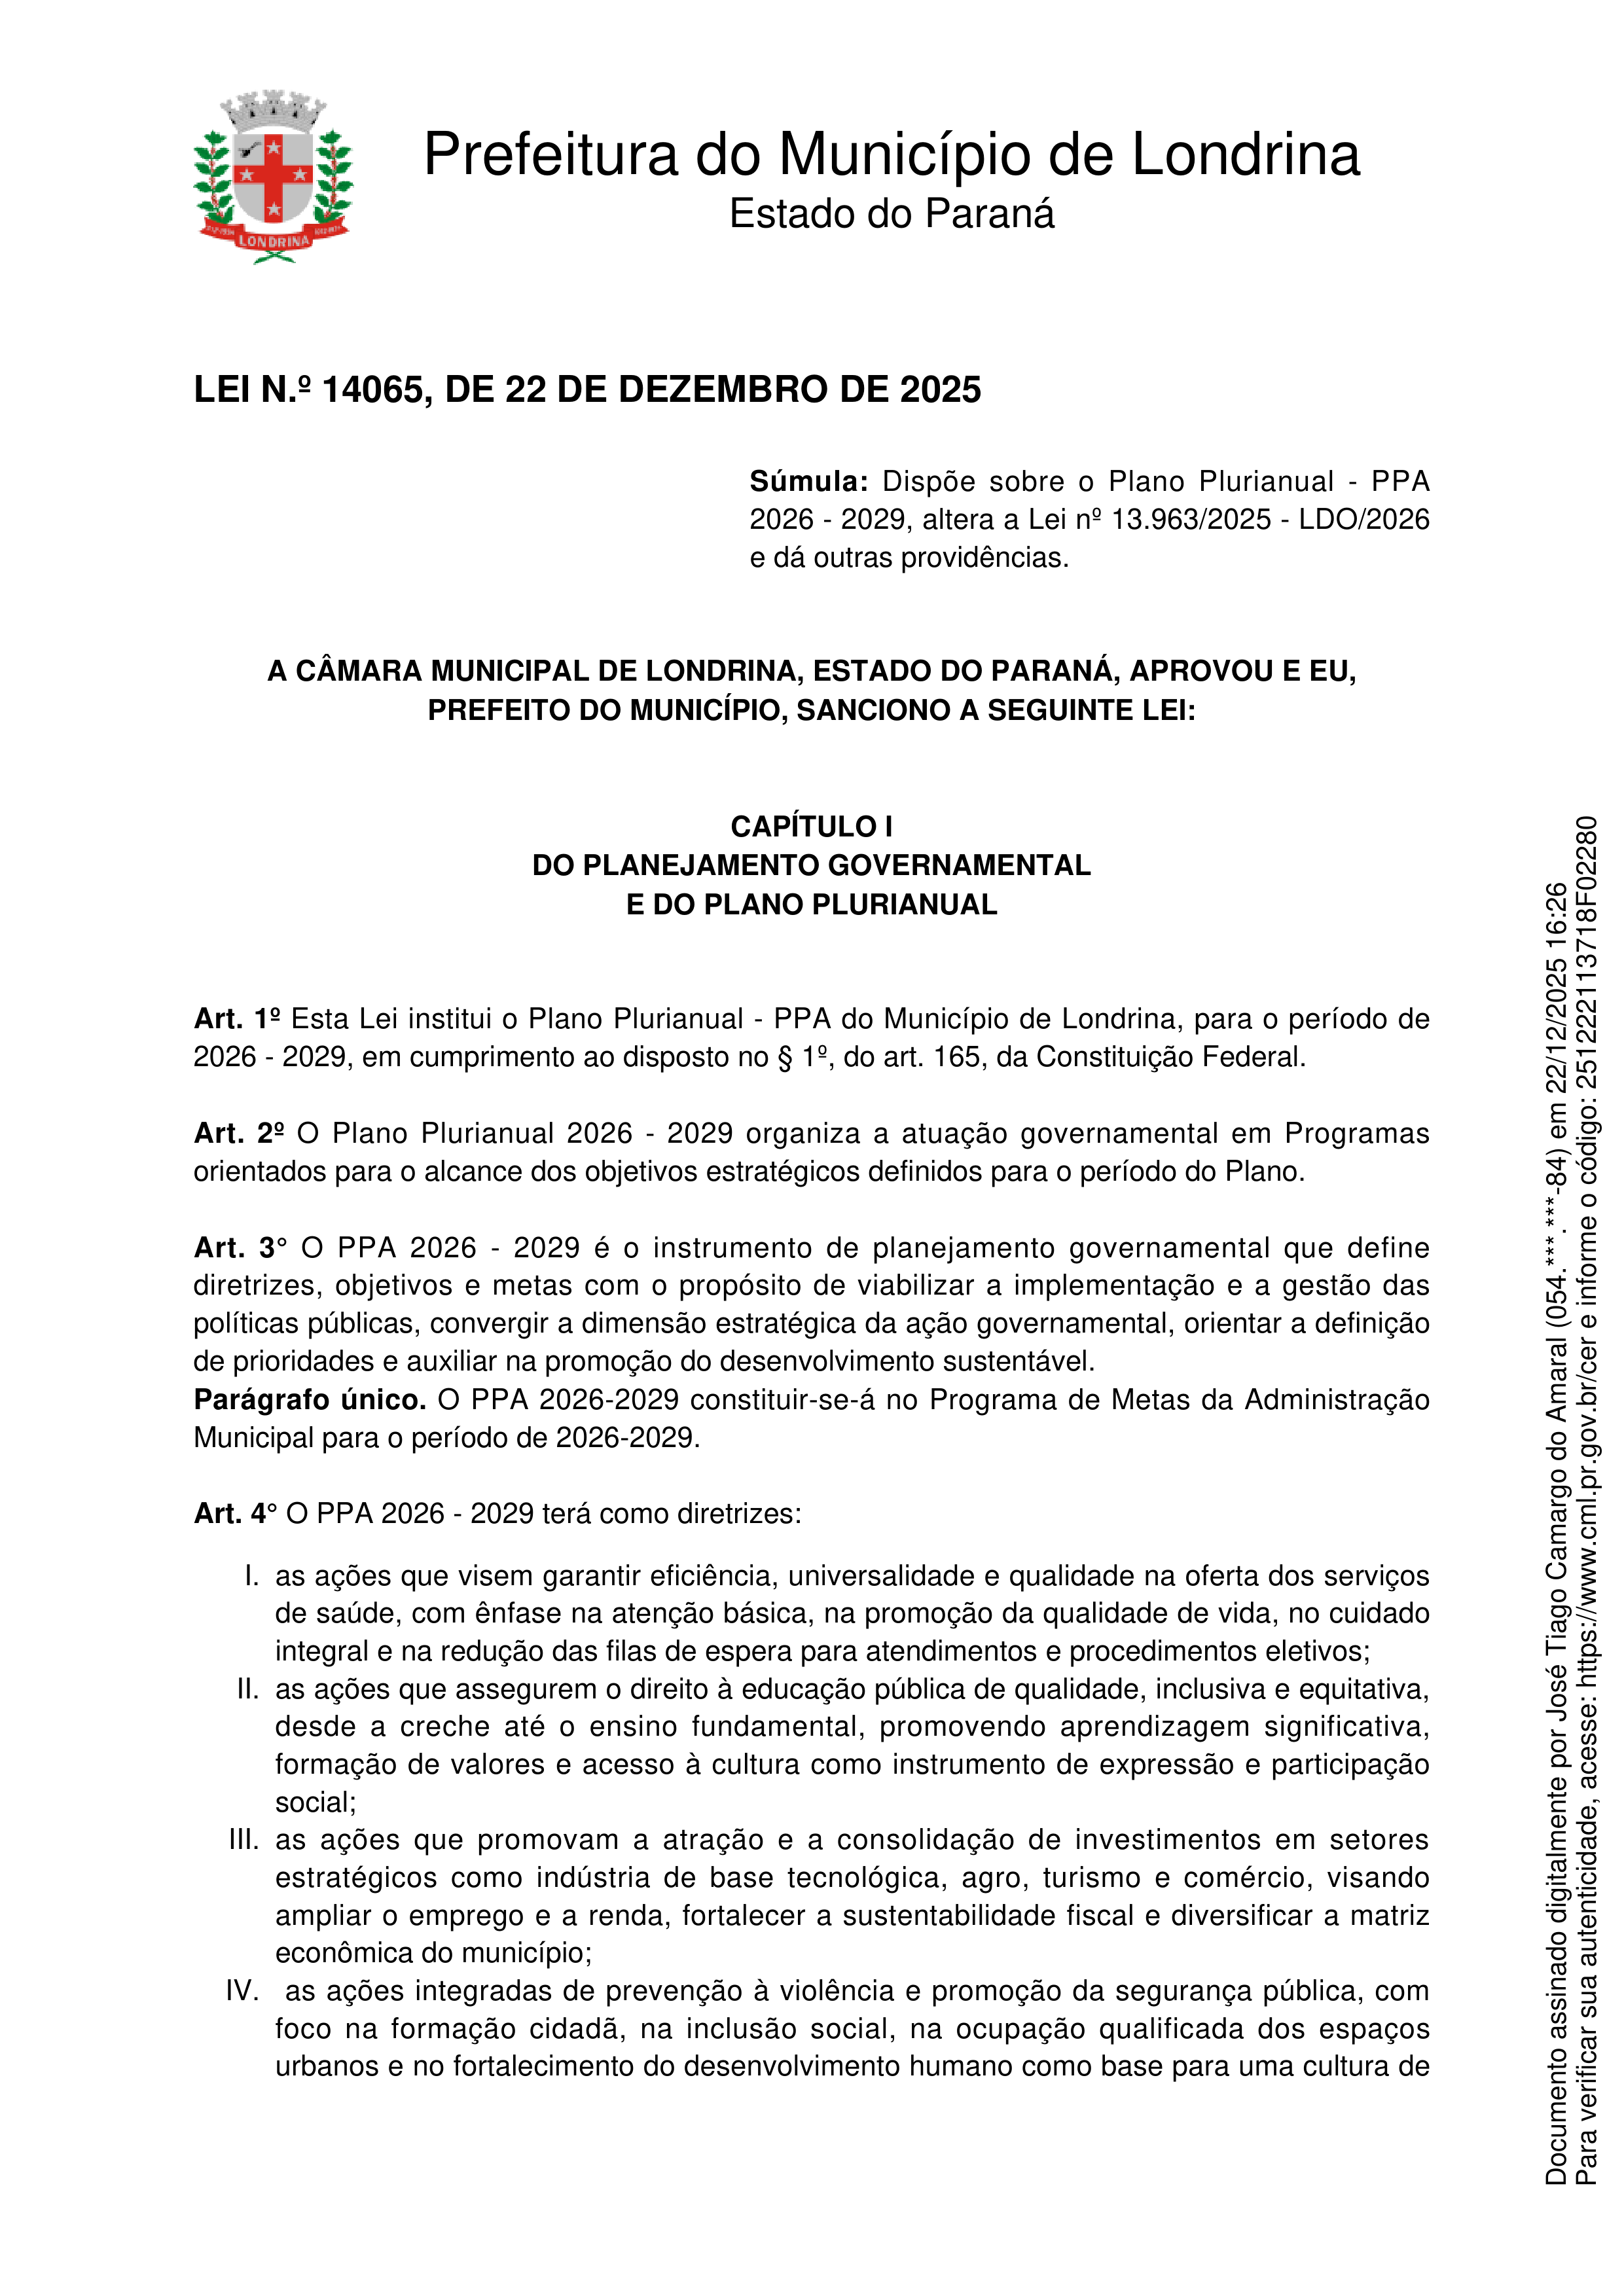 LONDRINA
Prefeitura do Município de Londrina
Estado do Paraná
LEI N.º 14065, DE 22 DE DEZEMBRO DE 2025
Súmula: Dispõe sobre o Plano Plurianual - PPA
2026 - 2029, altera a Lei nº 13.963/2025 - LDO/2026
e dá outras providências.
A CÂMARA MUNICIPAL DE LONDRINA, ESTADO DO PARANÁ, APROVOU E EU,
PREFEITO DO MUNICÍPIO, SANCIONO A SEGUINTE LEI:
CAPÍTULO I
DO PLANEJAMENTO GOVERNAMENTAL
E DO PLANO PLURIANUAL
Art. 1º Esta Lei institui o Plano Plurianual - PPA do Município de Londrina, para o período de
2026 - 2029, em cumprimento ao disposto no § 1º, do art. 165, da Constituição Federal.
Art. 2º O Plano Plurianual 2026 - 2029 organiza a atuação governamental em Programas
orientados para o alcance dos objetivos estratégicos definidos para o período do Plano.
Art. 3° O PPA 2026 - 2029 é o instrumento de planejamento governamental que define
diretrizes, objetivos e metas com o propósito de viabilizar a implementação e a gestão das
políticas públicas, convergir a dimensão estratégica da ação governamental, orientar a definição
de prioridades e auxiliar na promoção do desenvolvimento sustentável.
Parágrafo único. O PPA 2026-2029 constituir-se-á no Programa de Metas da Administração
Municipal para o período de 2026-2029.
Art. 4° O PPA 2026 - 2029 terá como diretrizes:
I. as ações que visem garantir eficiência, universalidade e qualidade na oferta dos serviços
de saúde, com ênfase na atenção básica, na promoção da qualidade de vida, no cuidado
integral e na redução das filas de espera para atendimentos e procedimentos eletivos;
II. as ações que assegurem o direito à educação pública de qualidade, inclusiva e equitativa,
desde a creche até o ensino fundamental, promovendo aprendizagem significativa,
formação de valores e acesso à cultura como instrumento de expressão e participação
social;
III. as ações que promovam a atração e a consolidação de investimentos em setores
estratégicos como indústria de base tecnológica, agro, turismo e comércio, visando
ampliar o emprego e a renda, fortalecer a sustentabilidade fiscal e diversificar a matriz
econômica do município;
IV. as ações integradas de prevenção à violência e promoção da segurança pública, com
foco na formação cidadã, na inclusão social, na ocupação qualificada dos espaços
urbanos e no fortalecimento do desenvolvimento humano como base para uma cultura de
Documento assinado digitalmente por José Tiago Camargo do Amaral (054.***.***-84) em 22/12/2025 16:26
Para verificar sua autenticidade, acesse: https://www.cml.pr.gov.br/cer e informe o código: 251222113718F02280